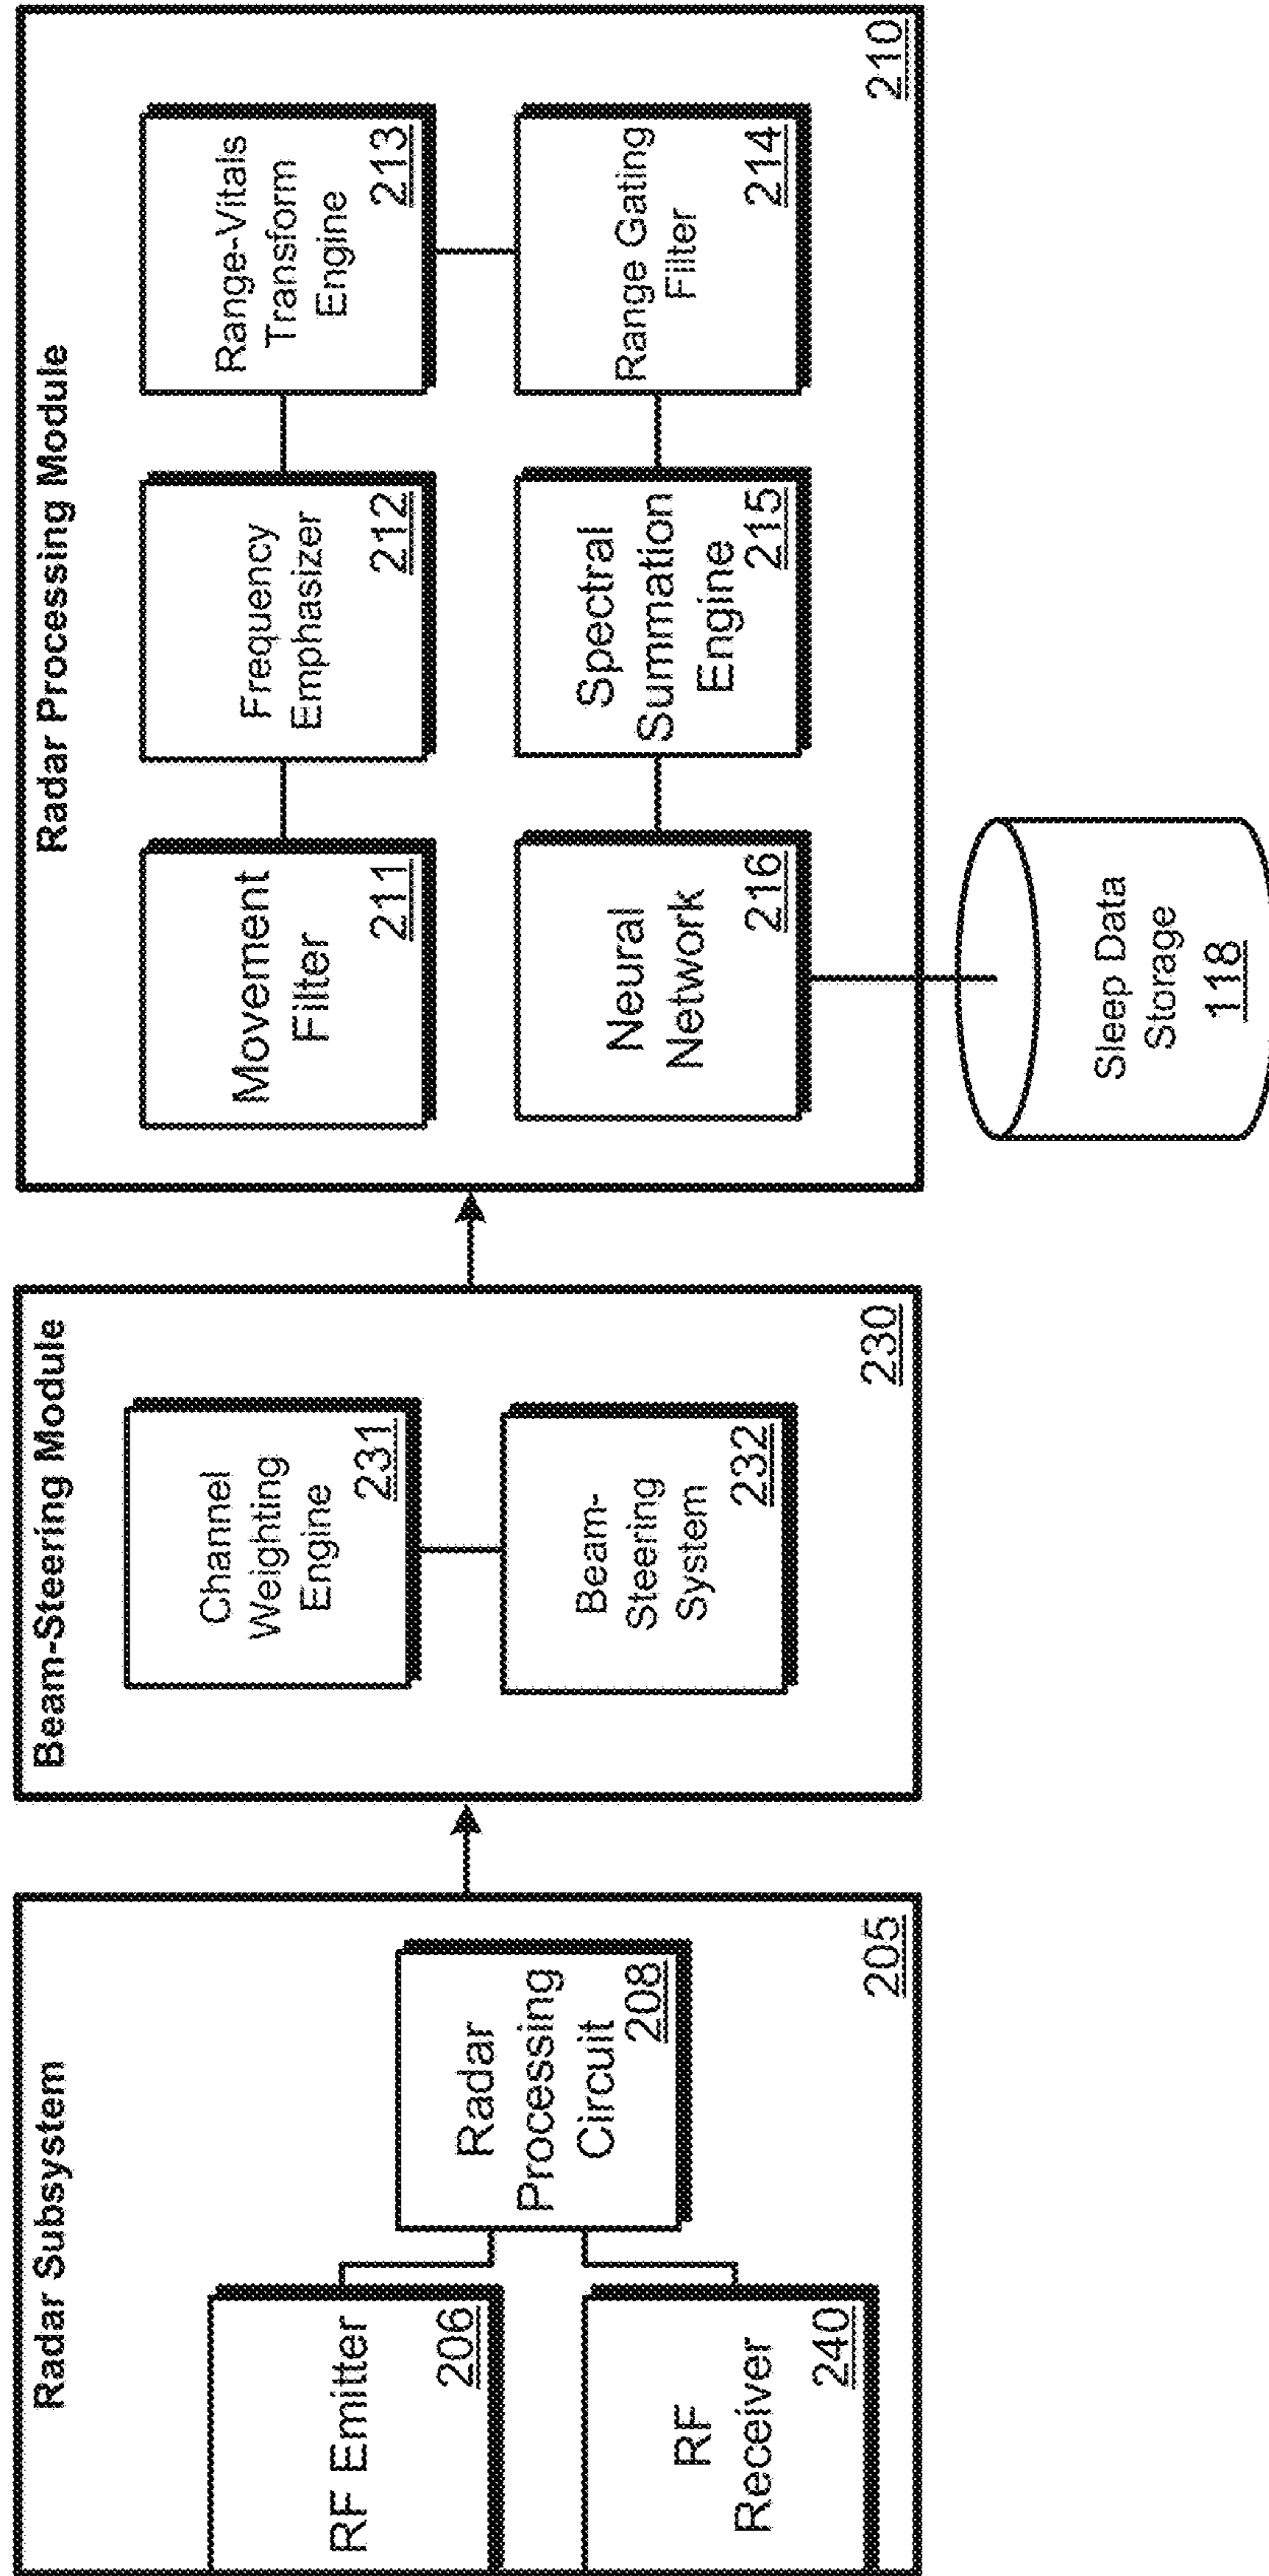 Radar Subsystem
RF Emitter
206
RF
Receiver
240
Radar
Processing
Circuit
208
205
Beam-Steering Module
Channel
Weighting
Engine
231
Beam-
Steering
System
232
230
Radar Processing Module
Movement
Filter
211
Frequency
Emphasizer
212
Range-Vitals
Transform
Engine
213
Neural
Network
216
Spectral
Summation
Engine
215
Range Gating
Filter
214
210
Sleep Data
Storage
118